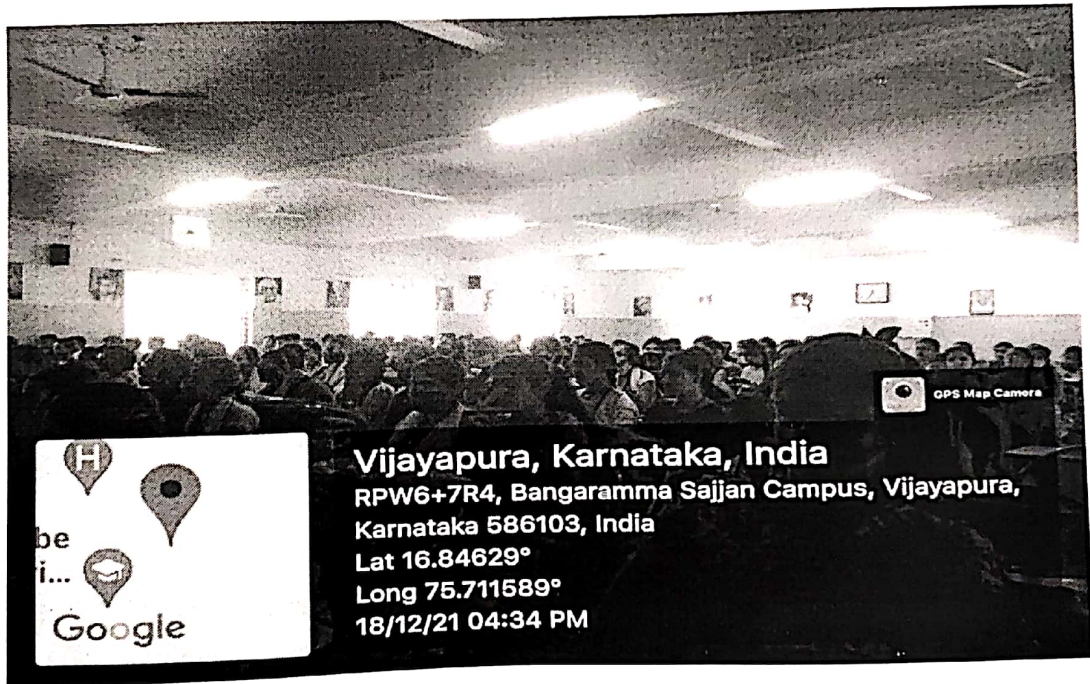 GPS Map Camera
H
be
i...
Google
Vijayapura, Karnataka, India
RPW6+7R4, Bangaramma Sajjan Campus, Vijayapura,
Karnataka 586103, India
Lat 16.84629°
Long 75.711589°
18/12/21 04:34 PM